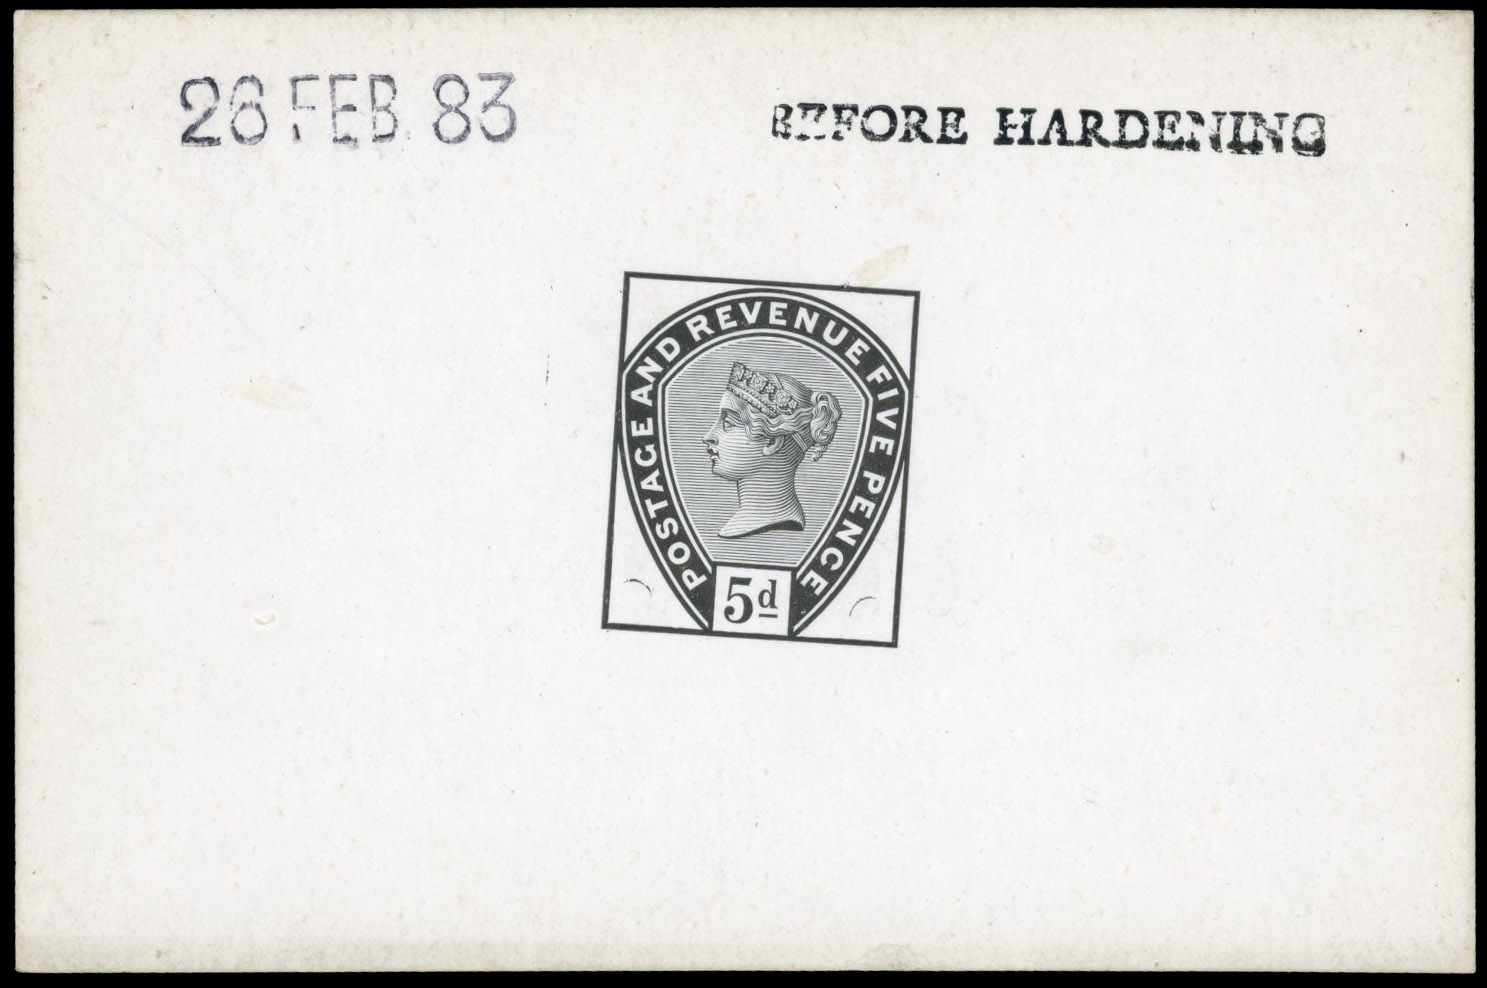 26 FEB. 83
BEFORE HARDENING
POSTAGE AND REVENUE FIVE PENCE
5d